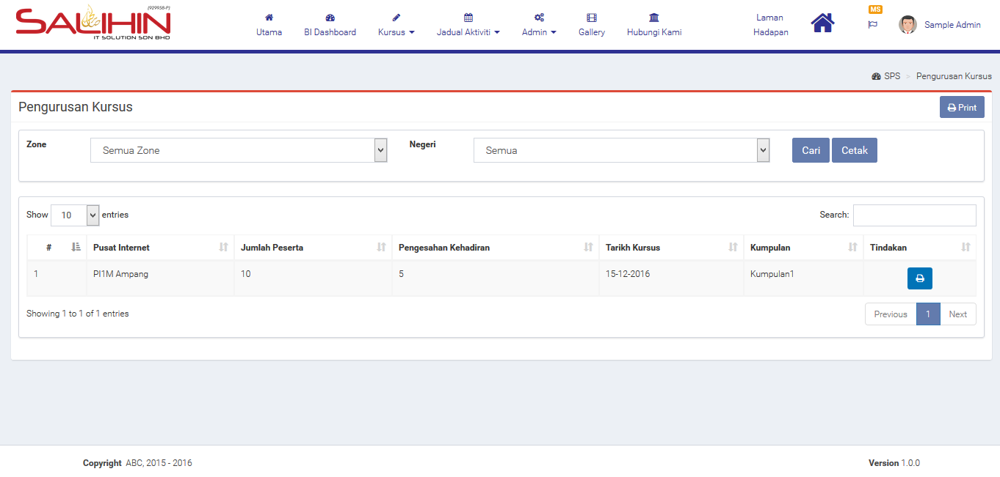 (929958-P)
SALIHIN
IT SOLUTION SDN BHD
Utama
BI Dashboard
Kursus
Jadual Aktiviti
Admin
Gallery
Hubungi Kami
Laman
Hadapan
MS
Sample Admin
SPS > Pengurusan Kursus
Pengurusan Kursus
Print
Zone
Semua Zone
Negeri
Semua
Cari
Cetak
Show 10 entries
Search:
# Pusat Internet Jumlah Peserta Pengesahan Kehadiran Tarikh Kursus Kumpulan Tindakan
1 PI1M Ampang 10 5 15-12-2016 Kumpulan1
Showing 1 to 1 of 1 entries
Previous 1 Next
Copyright ABC, 2015 - 2016
Version 1.0.0